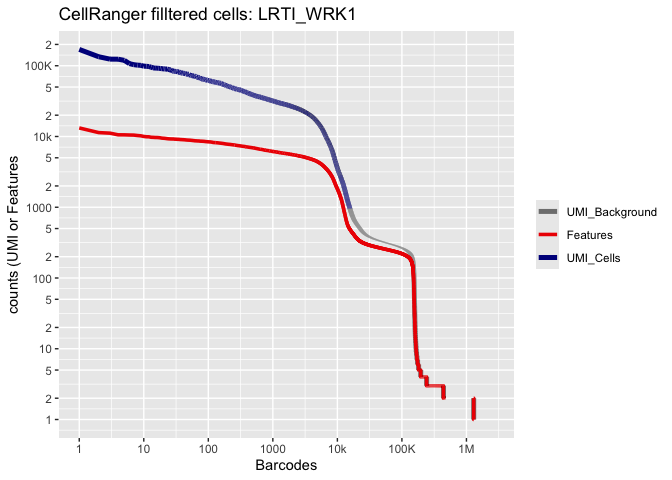 CellRanger filltered cells: LRTI_WRK1
counts (UMI or Features
2
100K
5
2
10k
5
2
1000
5
2
100
5
2
10
5
2
1
1 10 100 1000 10k 100K 1M
Barcodes
UMI_Background
Features
UMI_Cells